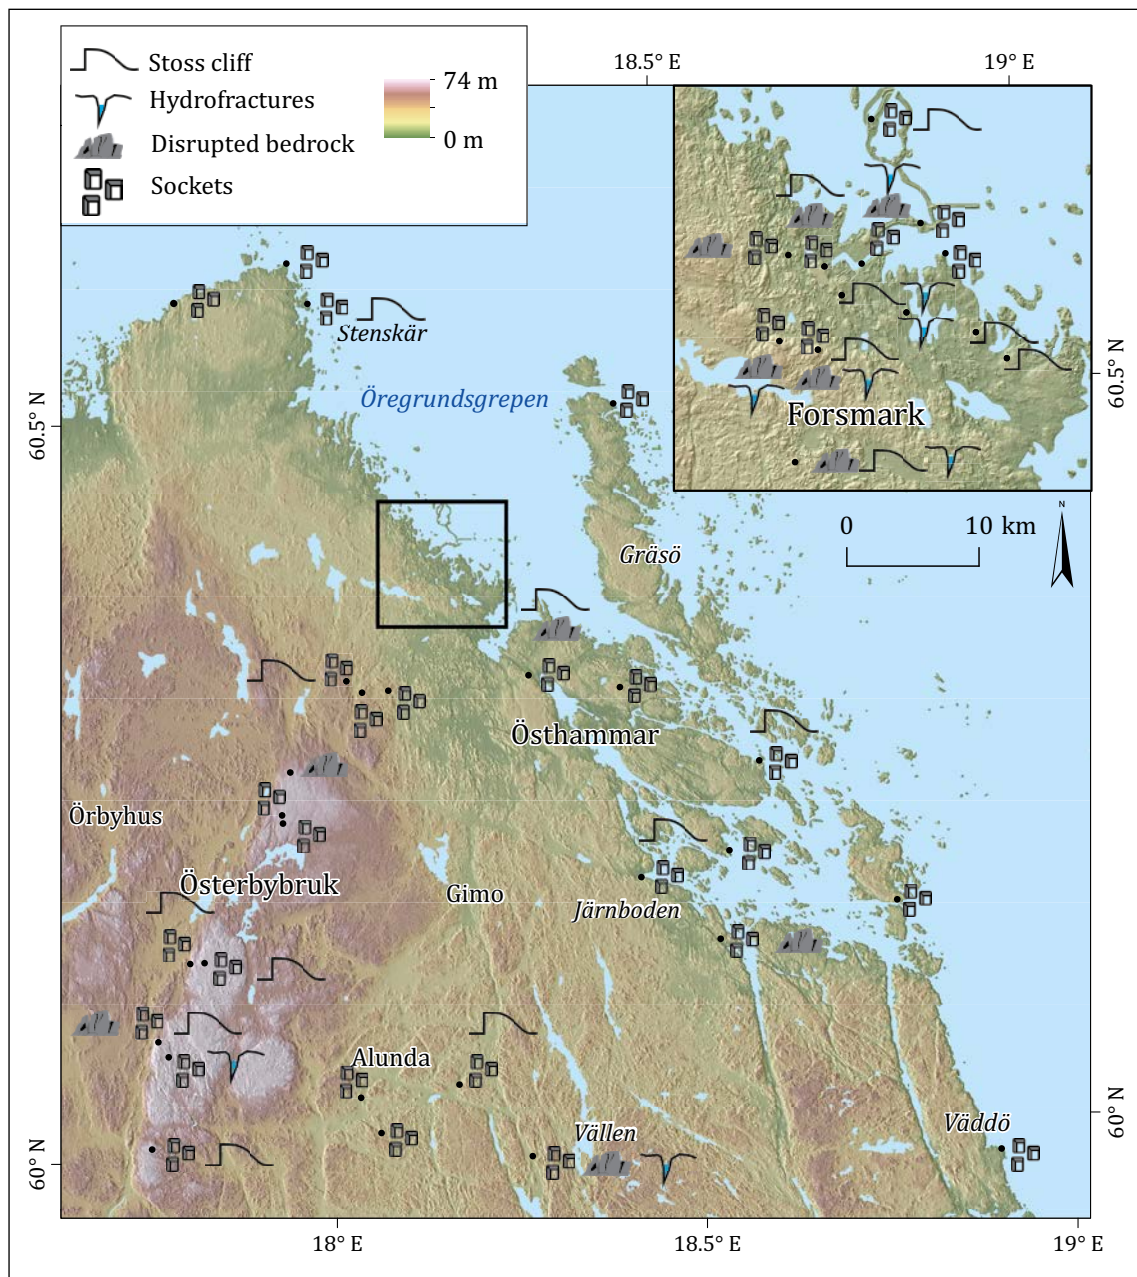 Stoss cliff
Hydrofractures
Disrupted bedrock
Sockets
74 m
0 m
18.5° E
19° E
60.5° N
Forsmark
0
10 km
N
Stenskär
Öregrundsgrepen
60.5° N
Gräsö
Östhammar
Örbyhus
Österbybruk
Gimo
Järnboden
Alunda
Vällen
Väddö
60° N
60° N
18° E
18.5° E
19° E